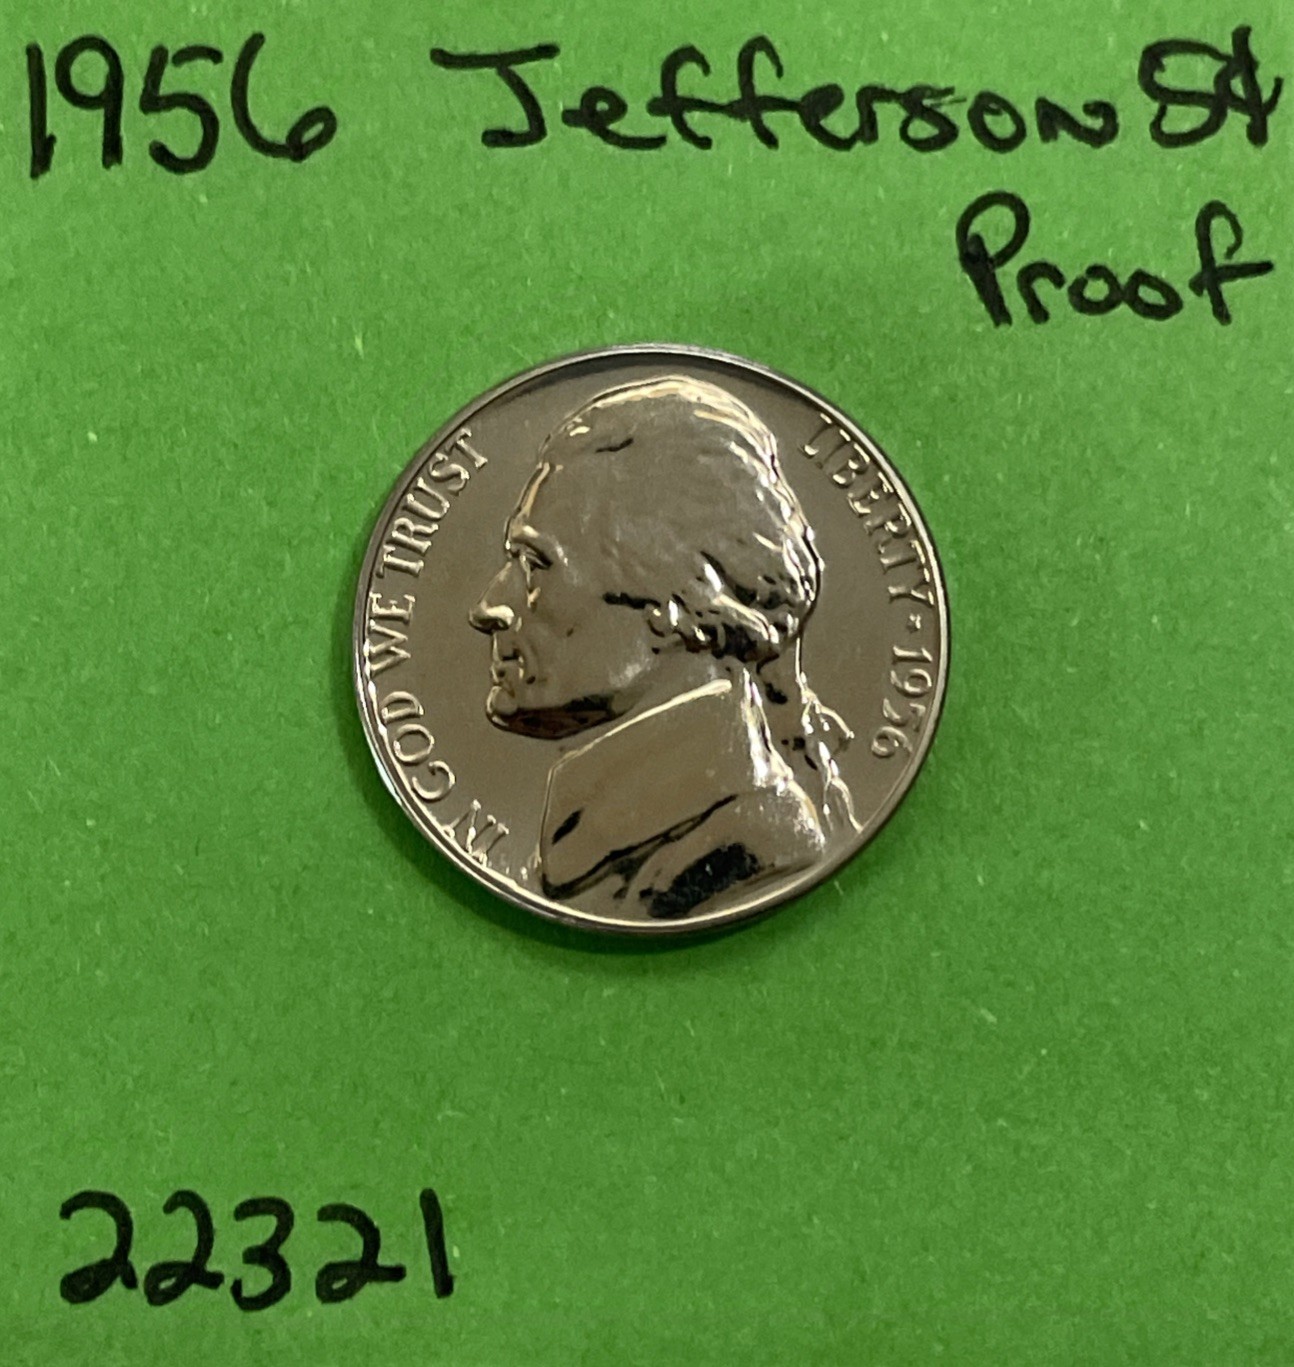 1956 Jefferson 5¢
Proof
IN GOD WE TRUST
LIBERTY * 1956
22321